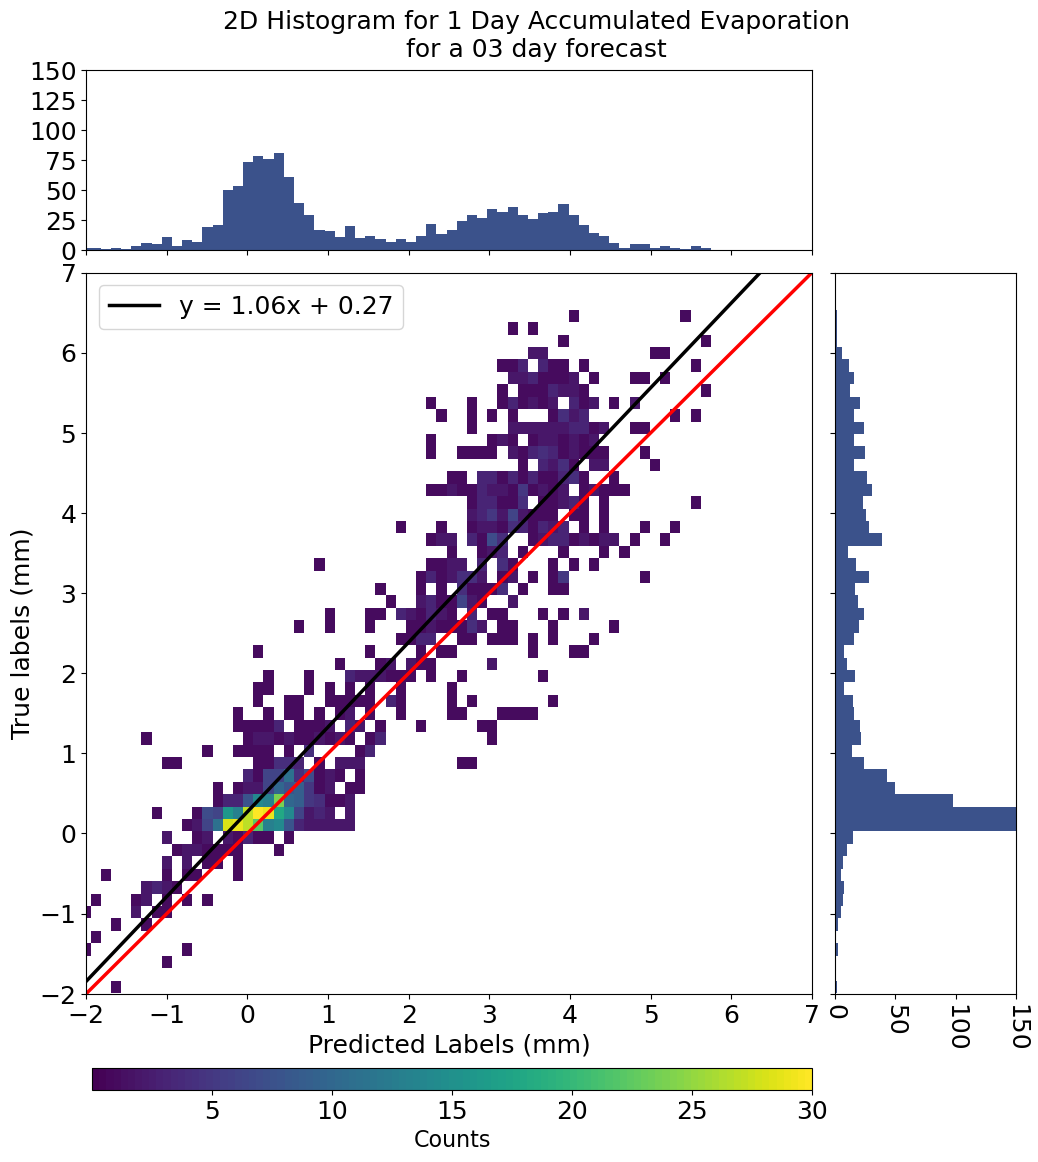 2D Histogram for 1 Day Accumulated Evaporation
for a 03 day forecast
150
125
100
75
50
25
0
7
6
5
4
3
2
1
0
−1
−2
True labels (mm)
y = 1.06x + 0.27
−2 −1 0 1 2 3 4 5 6 7
Predicted Labels (mm)
0 50 100 150
5 10 15 20 25 30
Counts